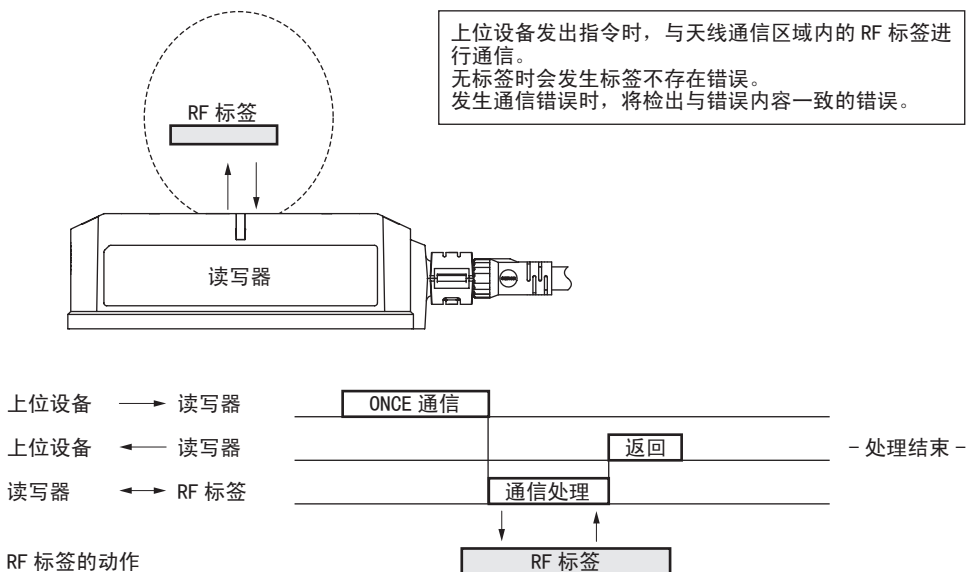 上位设备发出指令时，与天线通信区域内的 RF 标签进
行通信。
无标签时会发生标签不存在错误。
发生通信错误时，将检出与错误内容一致的错误。
RF 标签
读写器
上位设备 → 读写器 ONCE 通信
上位设备 ← 读写器 返回 －处理结束－
读写器 ↔ RF 标签 通信处理
RF 标签的动作 RF 标签